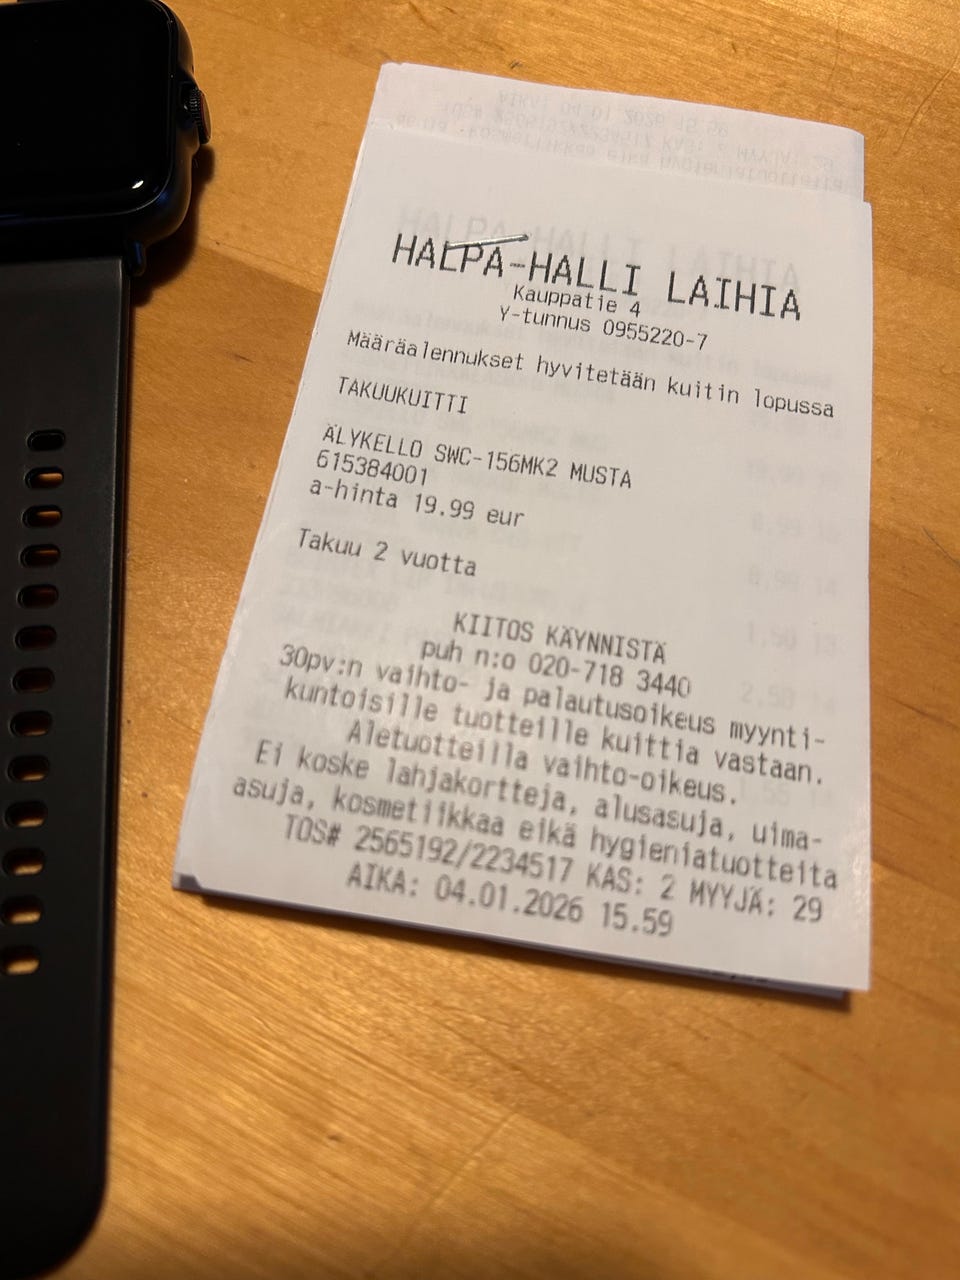 HALPA-HALLI LAIHIA
Kauppatie 4
Y-tunnus 0955220-7
Määräalennukset hyvitetään kuitin lopussa
TAKUUKUITTI
ÄLYKELLO SWC-156MK2 MUSTA
615384001
a-hinta 19.99 eur
Takuu 2 vuotta
KIITOS KÄYNNISTÄ
puh n:o 020-718 3440
30pv:n vaihto- ja palautusoikeus myynti-
kuntoisille tuotteille kuittia vastaan.
Aletuotteilla vaihto-oikeus.
Ei koske lahjakortteja, alusasuja, uima-
asuja, kosmetiikkaa eikä hygieniatuotteita
TOS# 2565192/2234517 KAS: 2 MYYJÄ: 29
AIKA: 04.01.2026 15.59